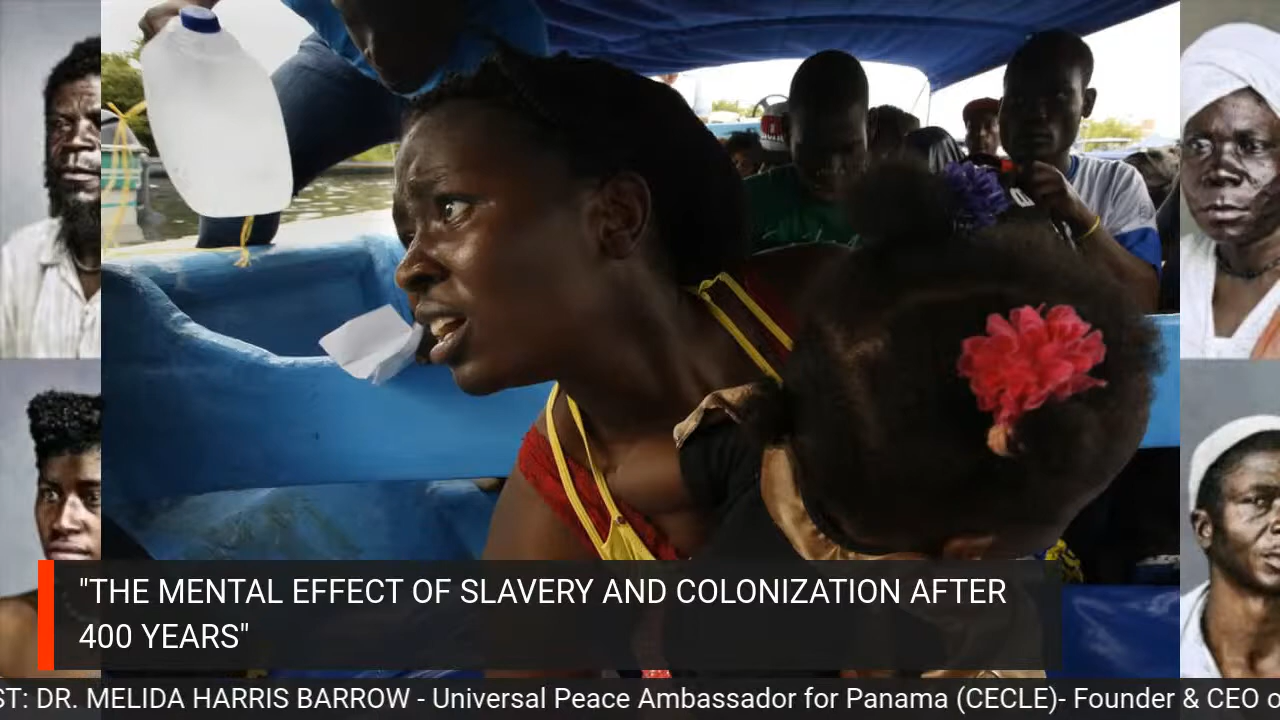 "THE MENTAL EFFECT OF SLAVERY AND COLONIZATION AFTER
400 YEARS"
ST: DR. MELIDA HARRIS BARROW - Universal Peace Ambassador for Panama (CECLE)- Founder & CEO